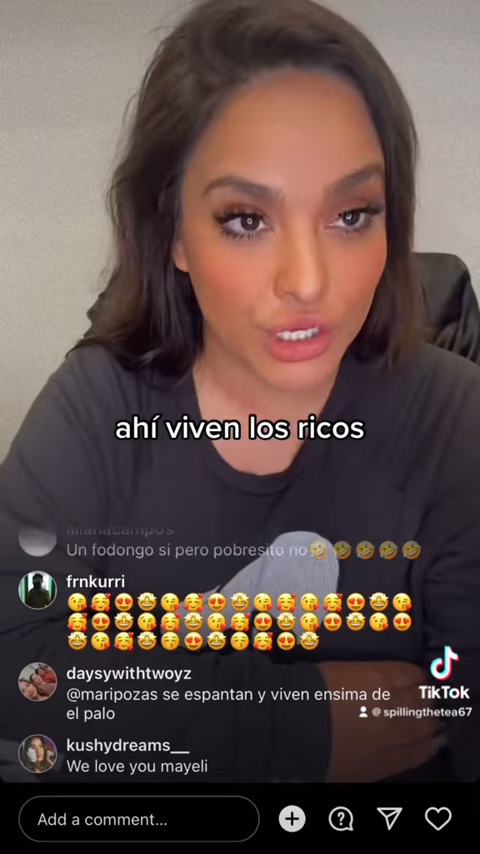 ahí viven los ricos
lilianacampos
Un fodongo si pero pobresito no🤣🤣🤣🤣🤣
frnkurri
😘🥰😍🤩😘🥰😍🤩😘🥰😘🥰😍🤩😘
🥰😍🤩😘🥰😍🤩😘🥰😍😘😍🤩😘😍
🤩😘🥰🤩😚😍🤩😚🥰😍🤩
daysywithtwoyz
@maripozas se espantan y viven ensima de
el palo
TikTok
@spillingthetea67
kushydreams__
We love you mayeli
Add a comment...